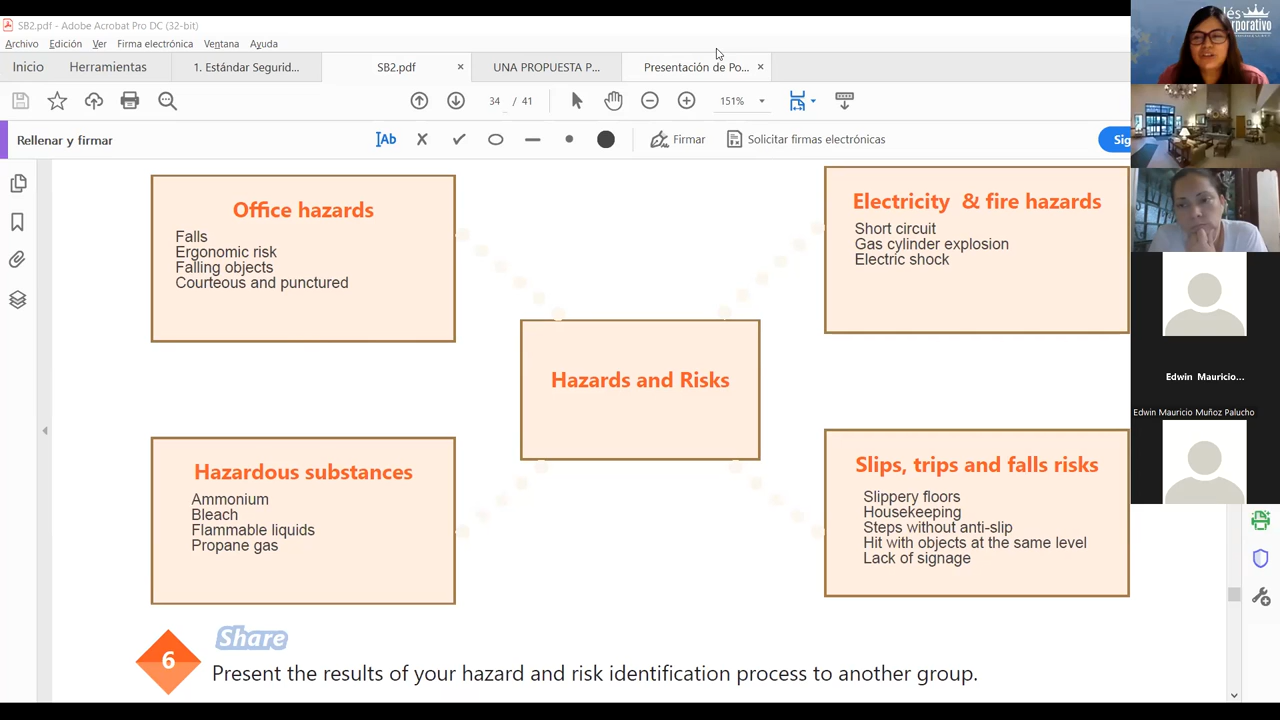 SB2.pdf - Adobe Acrobat Pro DC (32-bit)
Archivo Edición Ver Firma electrónica Ventana Ayuda
Inicio Herramientas 1. Estándar Segurid... SB2.pdf × UNA PROPUESTA P... Presentación de Po... ×
34 / 41 151%
Rellenar y firmar
Ab Firmar Solicitar firmas electrónicas Sig
Office hazards
Falls
Ergonomic risk
Falling objects
Courteous and punctured
Electricity & fire hazards
Short circuit
Gas cylinder explosion
Electric shock
Hazards and Risks
Hazardous substances
Ammonium
Bleach
Flammable liquids
Propane gas
Slips, trips and falls risks
Slippery floors
Housekeeping
Steps without anti-slip
Hit with objects at the same level
Lack of signage
6
Share
Present the results of your hazard and risk identification process to another group.
Edwin Mauricio...
Edwin Mauricio Muñoz Palucho